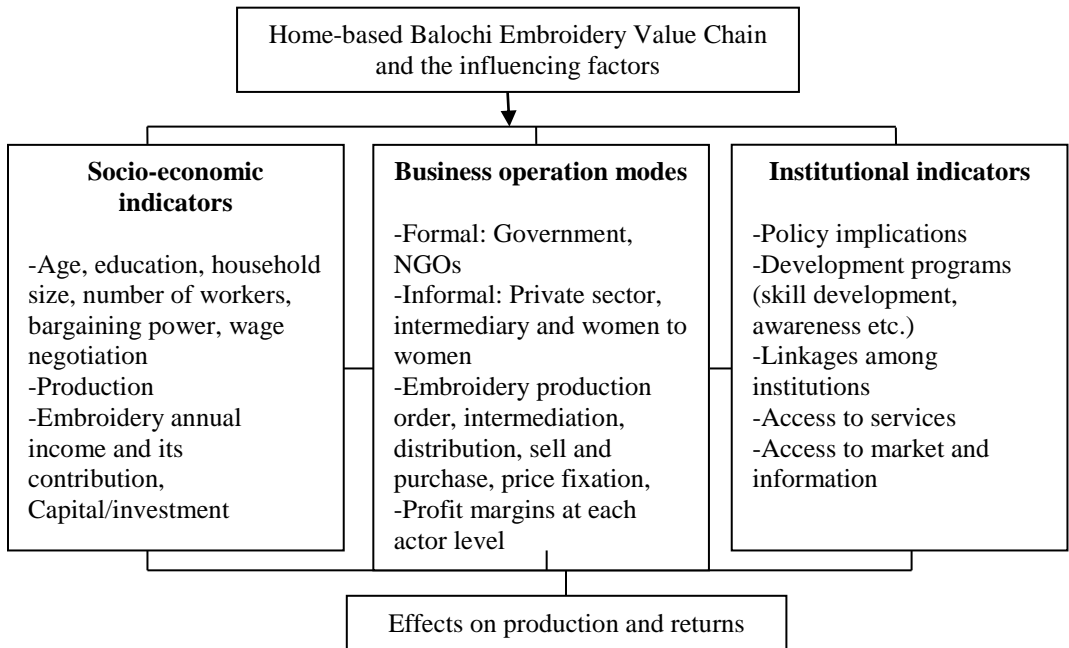 Home-based Balochi Embroidery Value Chain
and the influencing factors
Socio-economic
indicators
-Age, education, household
size, number of workers,
bargaining power, wage
negotiation
-Production
-Embroidery annual
income and its
contribution,
Capital/investment
Business operation modes
-Formal: Government,
NGOs
-Informal: Private sector,
intermediary and women to
women
-Embroidery production
order, intermediation,
distribution, sell and
purchase, price fixation,
-Profit margins at each
actor level
Institutional indicators
-Policy implications
-Development programs
(skill development,
awareness etc.)
-Linkages among
institutions
-Access to services
-Access to market and
information
Effects on production and returns